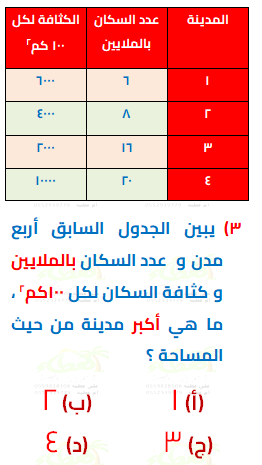 المدينة عدد السكان بالملايين الكثافة لكل ١٠٠ كم٢
١ ٦ ٦٠٠٠
٢ ٨ ٤٠٠٠
٣ ١٦ ٢٠٠٠
٤ ٢٠ ١٠٠٠٠
٣) يبين الجدول السابق أربع
مدن و عدد السكان بالملايين
و كثافة السكان لكل ١٠٠كم٢ ،
ما هي أكبر مدينة من حيث
المساحة ؟
(أ) ١ (ب) ٢
(ج) ٣ (د) ٤